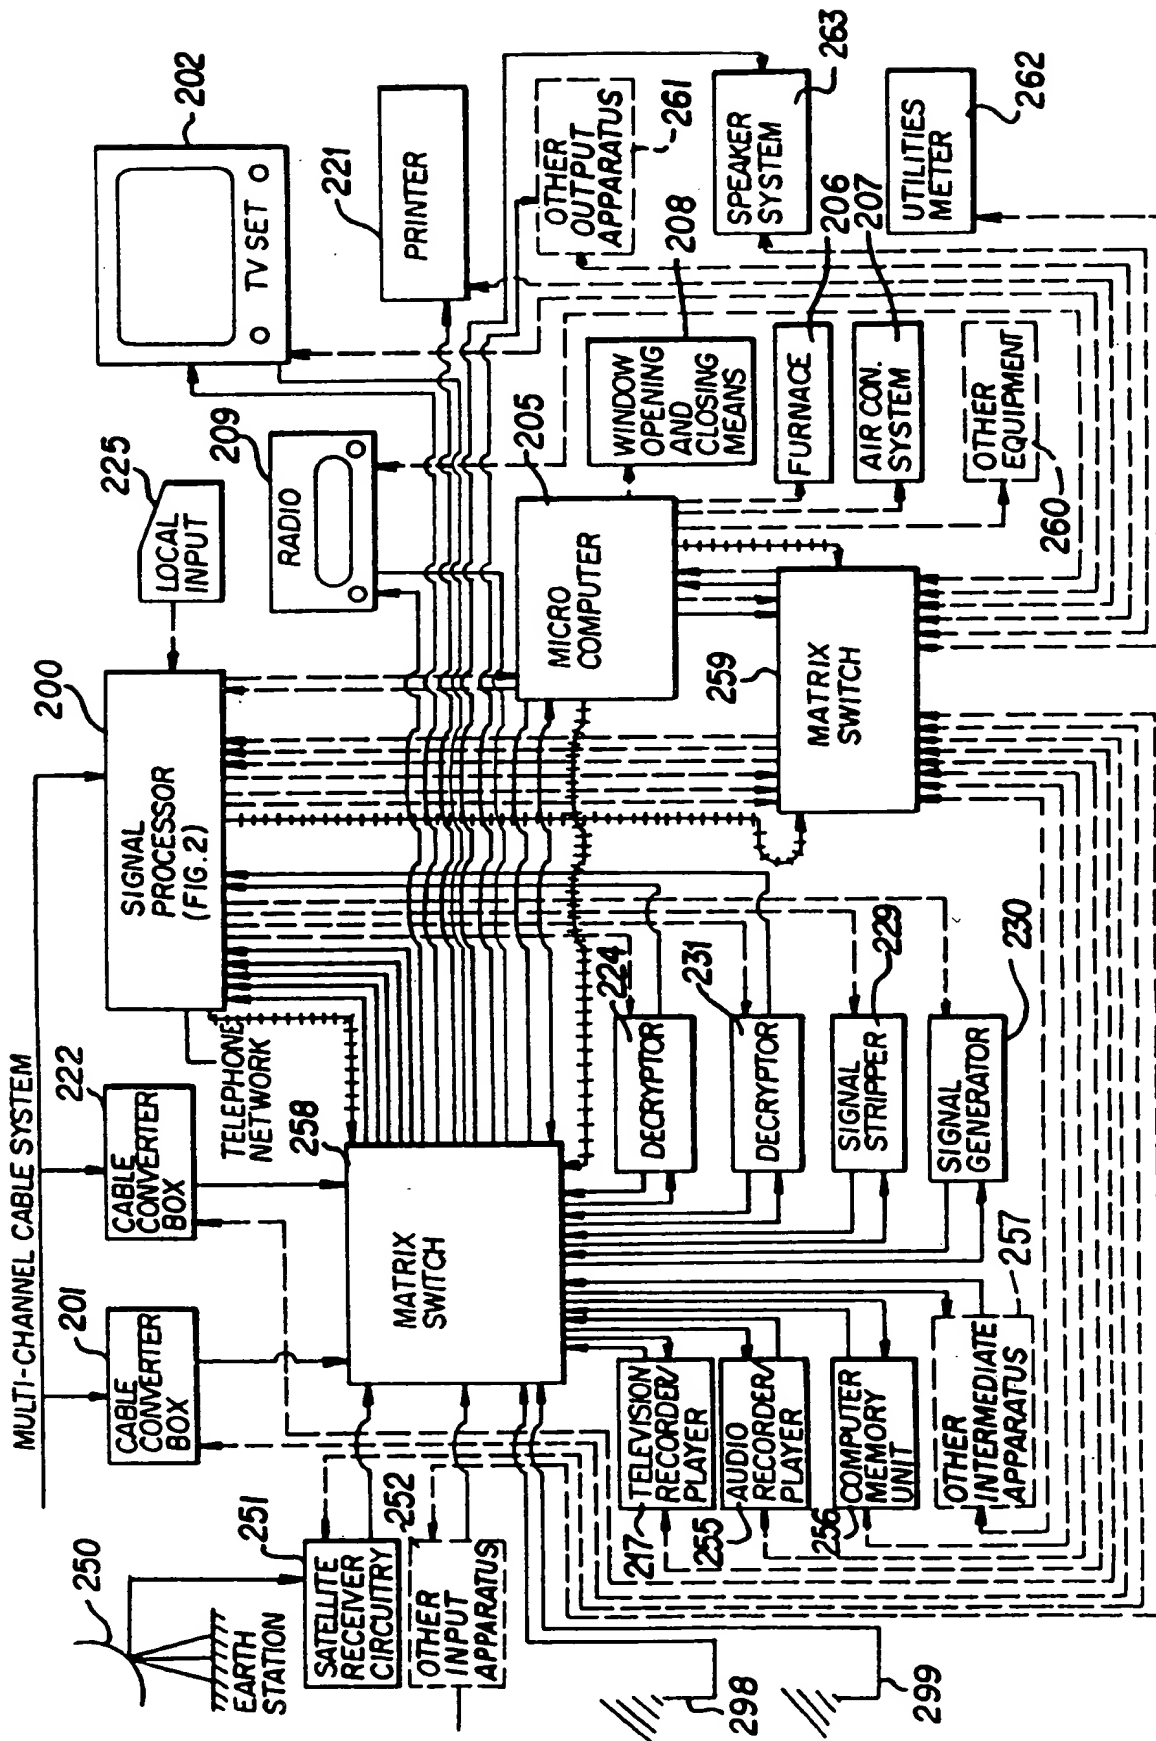 MULTI-CHANNEL CABLE SYSTEM
250
EARTH
STATION
251
SATELLITE
RECEIVER
CIRCUITRY
252
OTHER
INPUT
APPARATUS
298
299
201
CABLE
CONVERTER
BOX
222
CABLE
CONVERTER
BOX
TELEPHONE
NETWORK
258
MATRIX
SWITCH
200
SIGNAL
PROCESSOR
(FIG.2)
225
LOCAL
INPUT
209
RADIO
202
TV SET
221
PRINTER
217
TELEVISION
RECORDER/
PLAYER
255
AUDIO
RECORDER/
PLAYER
256
COMPUTER
MEMORY
UNIT
OTHER
INTERMEDIATE
APPARATUS
257
224
DECRYPTOR
231
DECRYPTOR
SIGNAL
STRIPPER
229
SIGNAL
GENERATOR
230
205
MICRO
COMPUTER
259
MATRIX
SWITCH
208
WINDOW
OPENING
AND
CLOSING
MEANS
FURNACE
206
AIR CON.
SYSTEM
207
OTHER
EQUIPMENT
260
OTHER
OUTPUT
APPARATUS
261
SPEAKER
SYSTEM
263
UTILITIES
METER
262